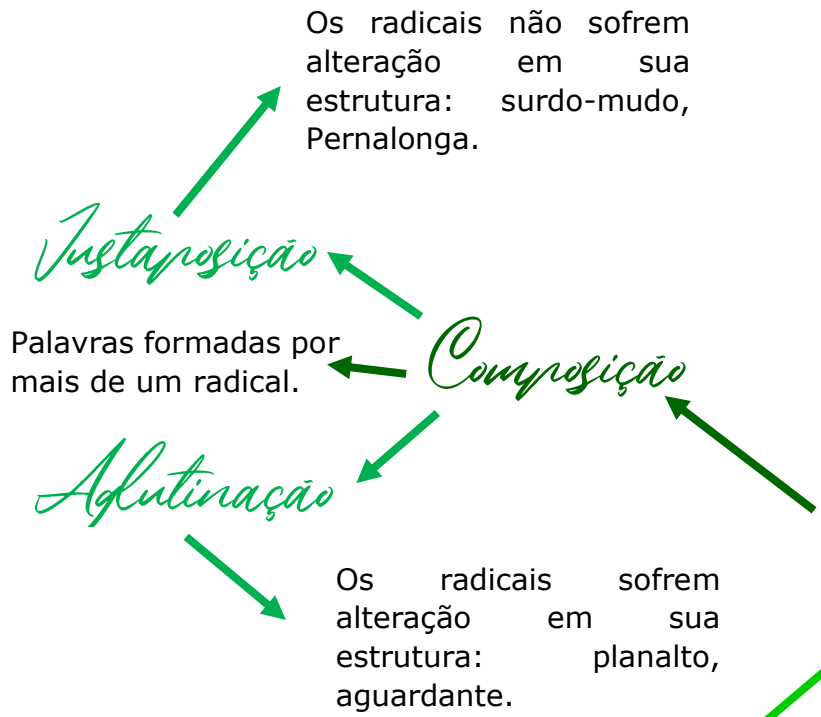 Os radicais não sofrem
alteração em sua
estrutura: surdo-mudo,
Pernalonga.
Justaposição
Palavras formadas por
mais de um radical.
Composição
Aglutinação
Os radicais sofrem
alteração em sua
estrutura: planalto,
aguardante.